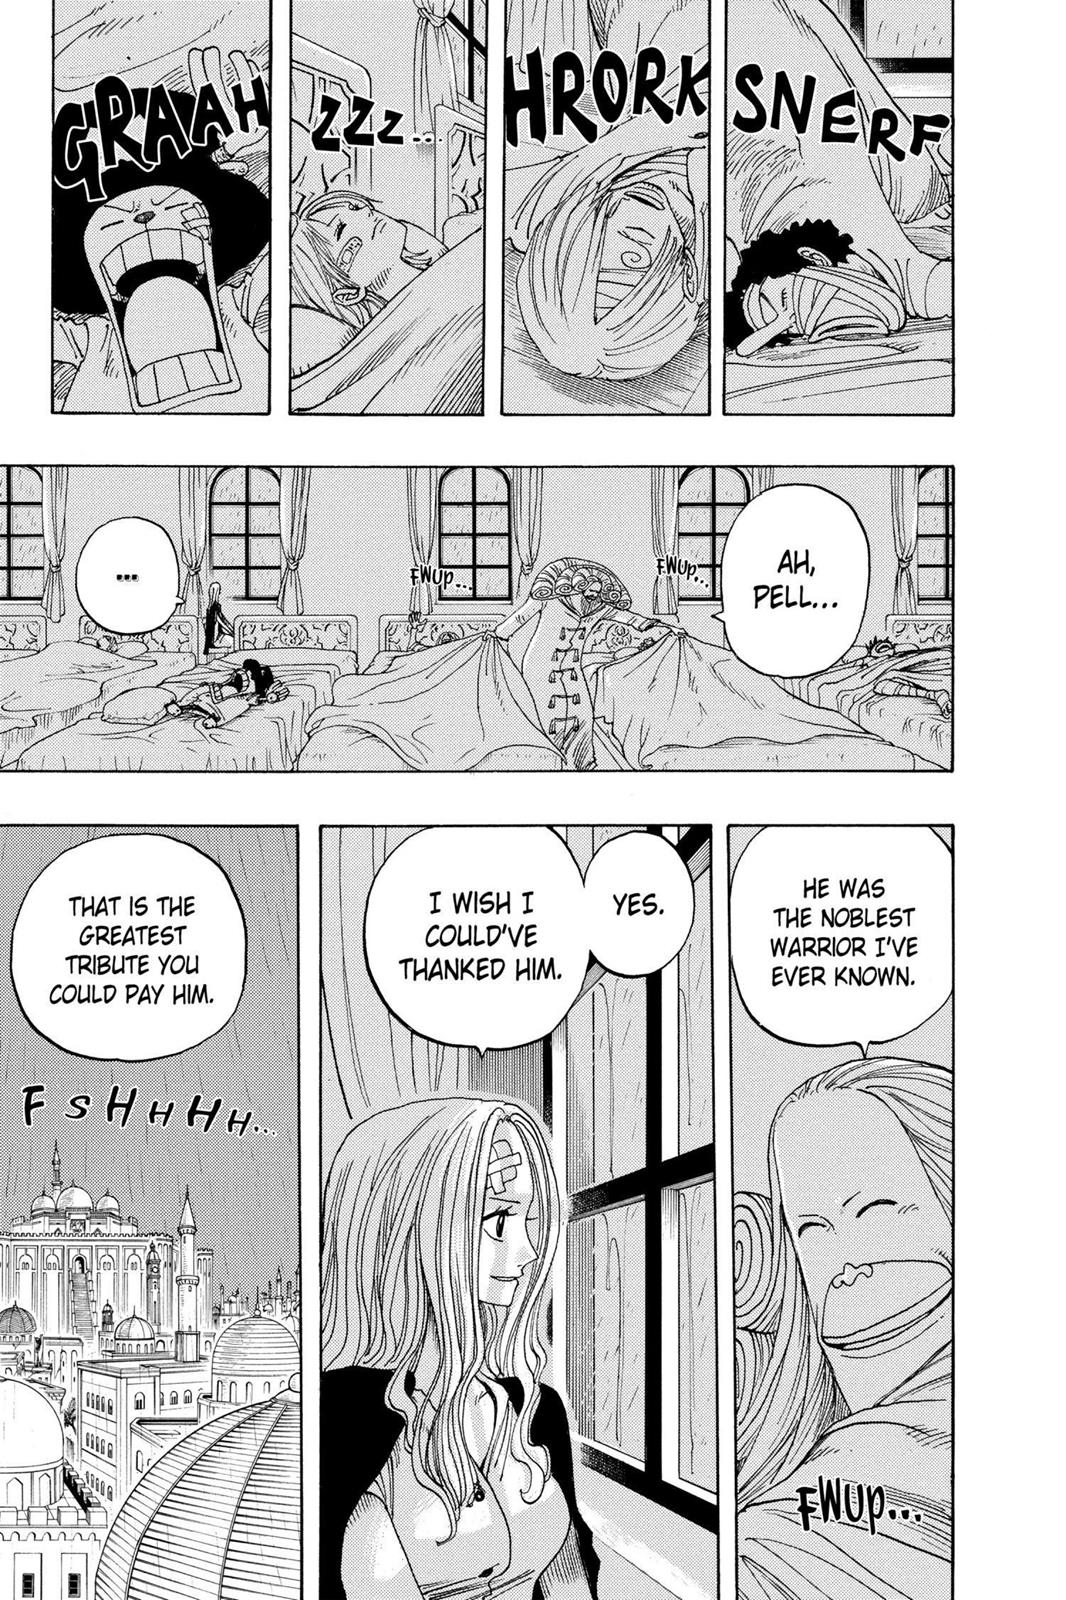 SNERF
HRORK
ZZZ...
GRAAH
AH,
PELL...
FWUP...
FWUP...
...
HE WAS
THE NOBLEST
WARRIOR I'VE
EVER KNOWN.
FWUP...
YES.
I WISH I
COULD'VE
THANKED HIM.
THAT IS THE
GREATEST
TRIBUTE YOU
COULD PAY HIM.
FSHHHHH...